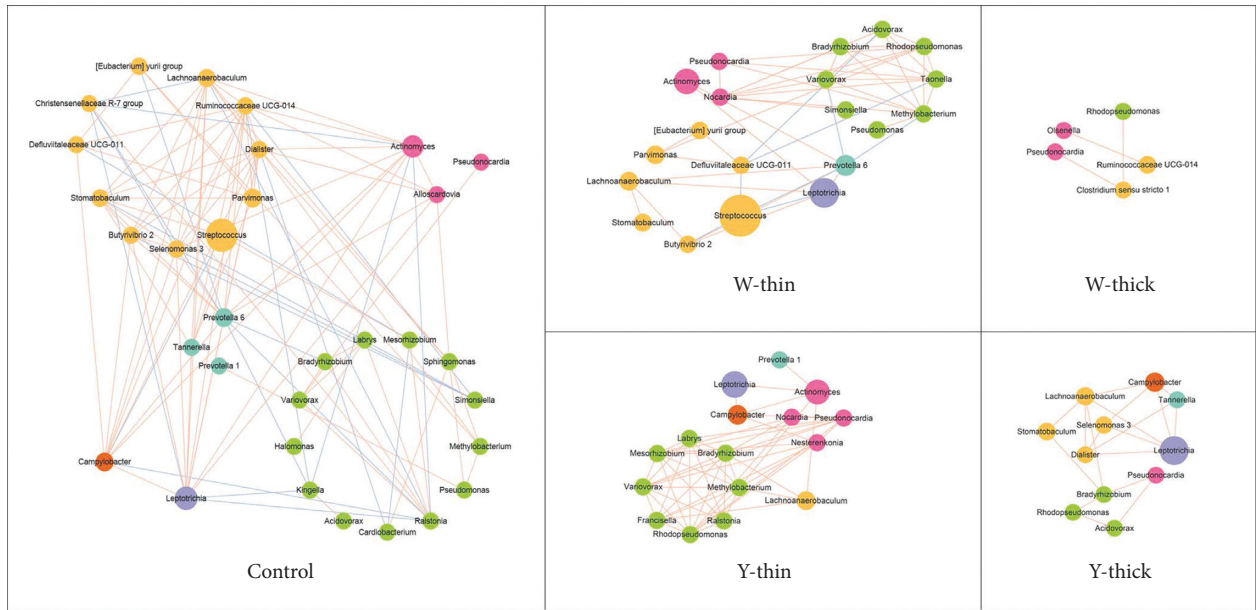 [Eubacterium] yurii group
Lachnoanaerobaculum
Christensenellaceae R-7 group
Ruminococcaceae UCG-014
Defluviitaleaceae UCG-011
Dialister
Actinomyces
Pseudonocardia
Alloscardovia
Stomatobaculum
Parvimonas
Butyrivibrio 2
Streptococcus
Selenomonas 3
Prevotella 6
Tannerella
Prevotella 1
Labrys
Mesorhizobium
Bradyrhizobium
Sphingomonas
Variovorax
Simonsiella
Halomonas
Methylobacterium
Campylobacter
Leptotrichia
Kingella
Pseudomonas
Acidovorax
Cardiobacterium
Ralstonia
Control
Acidovorax
Bradyrhizobium
Rhodopseudomonas
Pseudonocardia
Actinomyces
Variovorax
Taonella
Nocardia
Simonsiella
Methylobacterium
Pseudomonas
[Eubacterium] yurii group
Parvimonas
Defluviitaleaceae UCG-011
Prevotella 6
Lachnoanaerobaculum
Leptotrichia
Stomatobaculum
Streptococcus
Butyrivibrio 2
W-thin
Rhodopseudomonas
Olsenella
Pseudonocardia
Ruminococcaceae UCG-014
Clostridium sensu stricto 1
W-thick
Prevotella 1
Leptotrichia
Actinomyces
Campylobacter
Nocardia
Pseudonocardia
Labrys
Nesterenkonia
Mesorhizobium
Bradyrhizobium
Variovorax
Methylobacterium
Lachnoanaerobaculum
Francisella
Ralstonia
Rhodopseudomonas
Y-thin
Campylobacter
Lachnoanaerobaculum
Tannerella
Stomatobaculum
Selenomonas 3
Dialister
Leptotrichia
Pseudonocardia
Bradyrhizobium
Rhodopseudomonas
Acidovorax
Y-thick